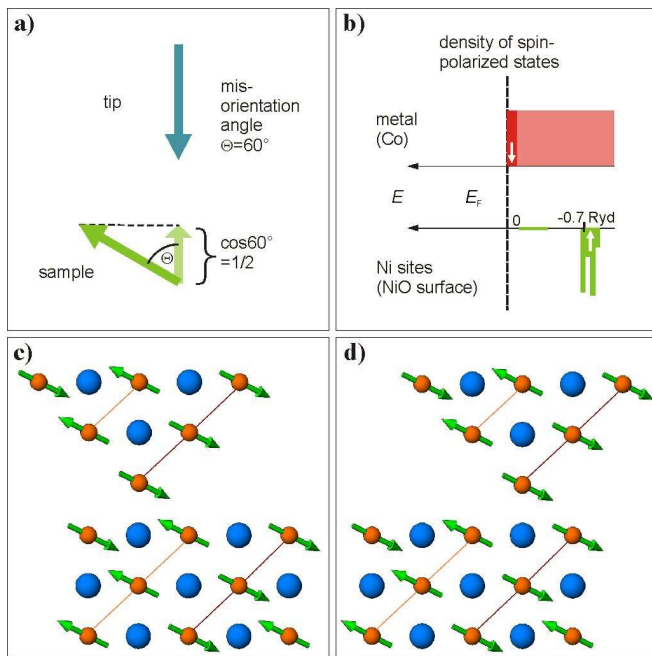 a)
tip
mis-
orientation
angle
Θ=60°
Θ
cos60°
=1/2
sample
b)
density of spin-
polarized states
metal
(Co)
E
E_F
0
-0.7 Ryd
Ni sites
(NiO surface)
c)
d)